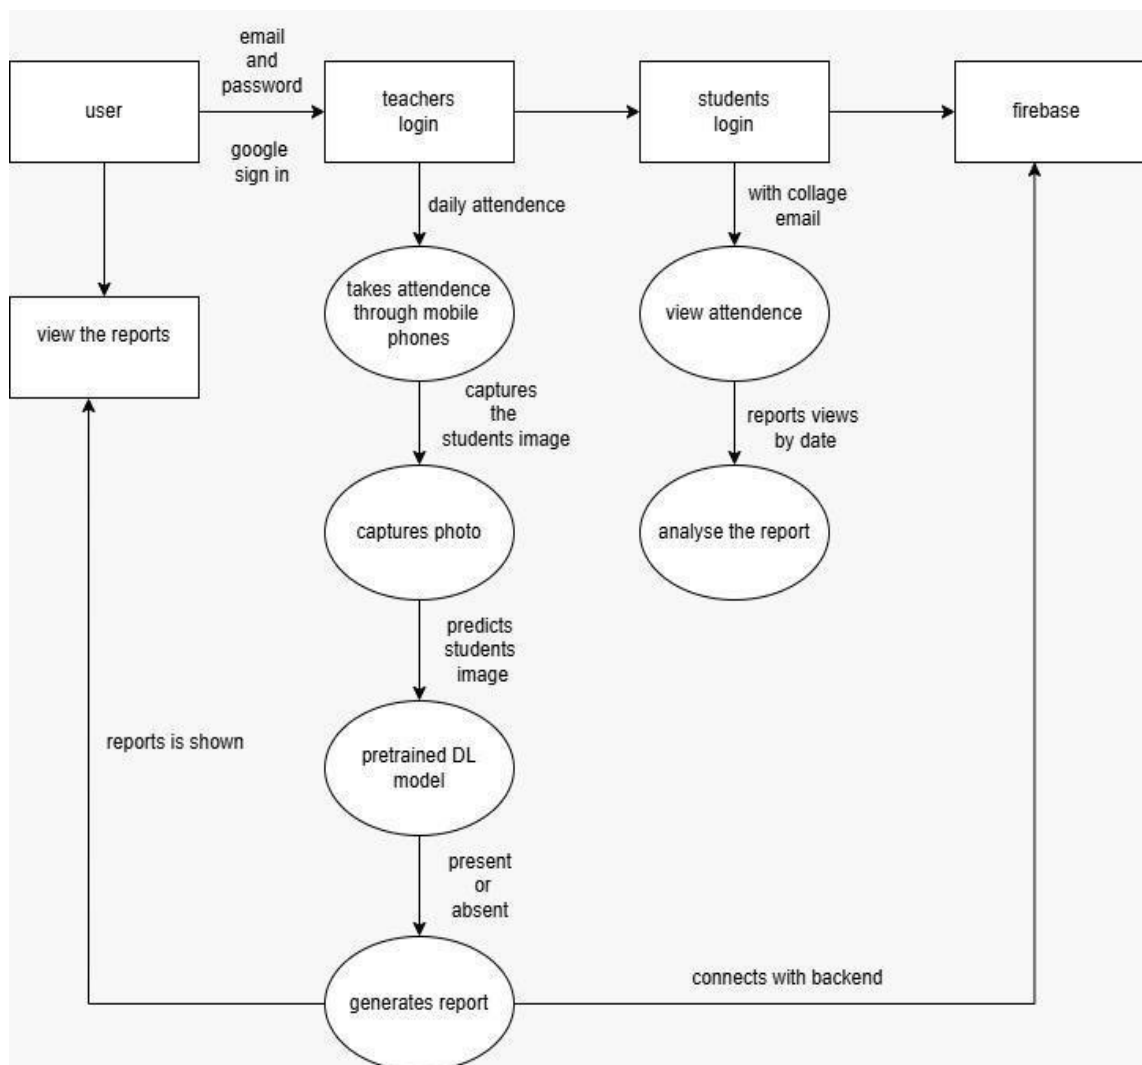 email
and
password
user
teachers
login
students
login
firebase
google
sign in
daily attendence
with collage
email
takes attendence
through mobile
phones
view attendence
view the reports
captures
the
students image
reports views
by date
captures photo
analyse the report
predicts
students
image
reports is shown
pretrained DL
model
present
or
absent
generates report
connects with backend